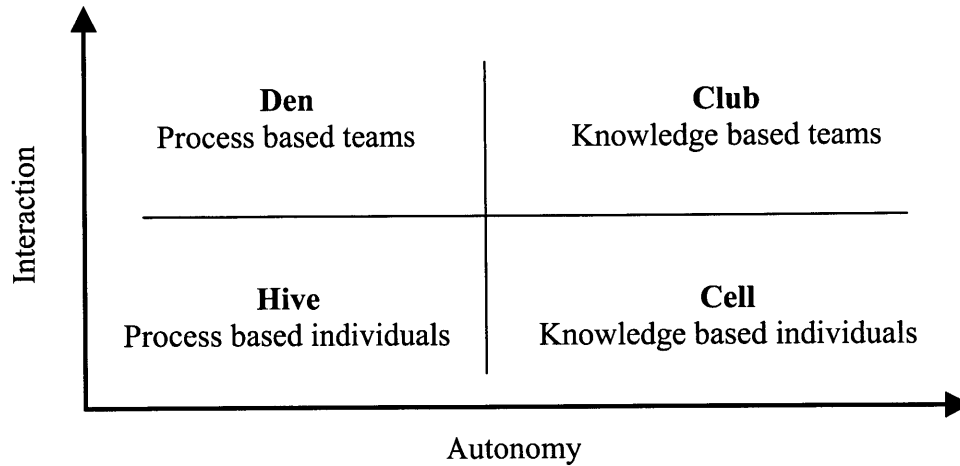 Den
Process based teams
Club
Knowledge based teams
Interaction
Hive
Process based individuals
Cell
Knowledge based individuals
Autonomy